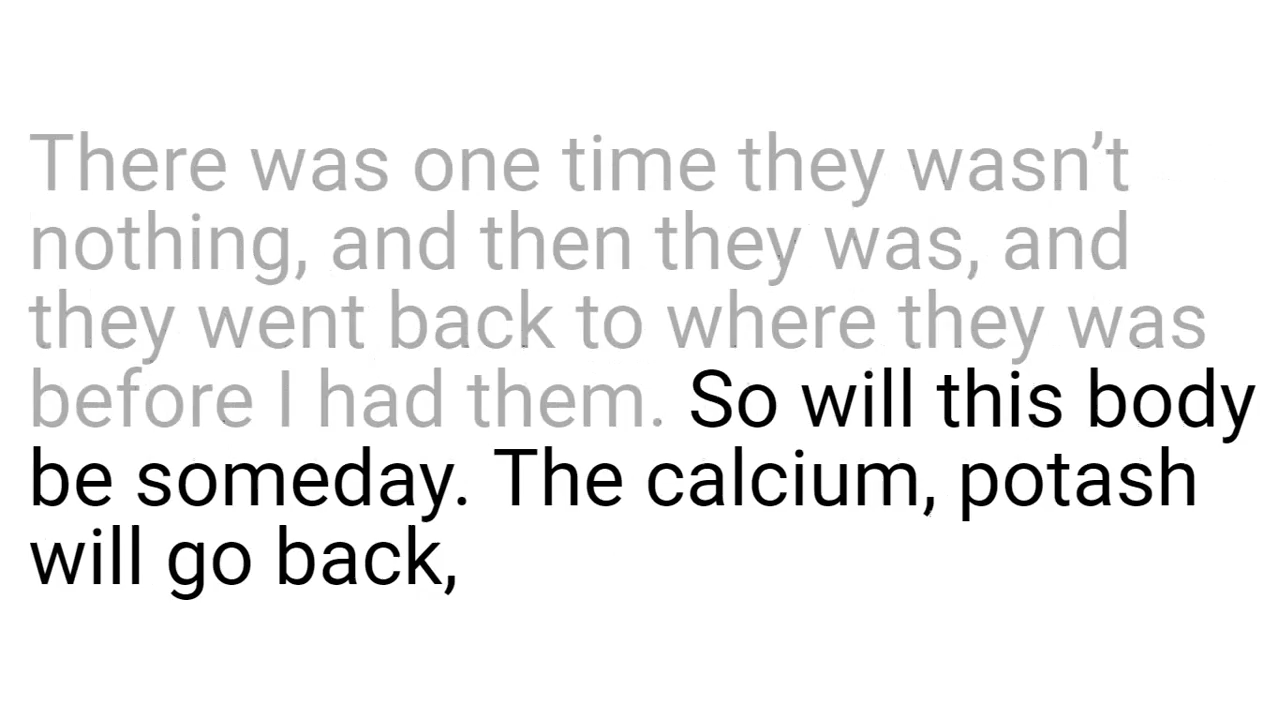 There was one time they wasn’t
nothing, and then they was, and
they went back to where they was
before I had them. So will this body
be someday. The calcium, potash
will go back,